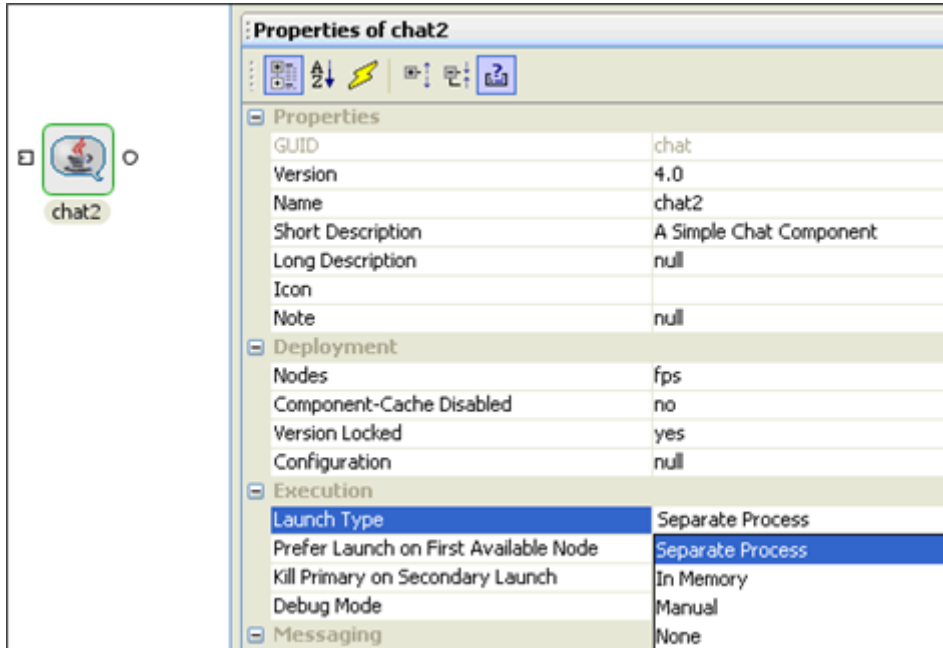 Properties of chat2
Properties
GUID chat
Version 4.0
chat2
Name chat2
Short Description A Simple Chat Component
Long Description null
Icon
Note null
Deployment
Nodes fps
Component-Cache Disabled no
Version Locked yes
Configuration null
Execution
Launch Type Separate Process
Prefer Launch on First Available Node Separate Process
Kill Primary on Secondary Launch In Memory
Debug Mode Manual
Messaging None